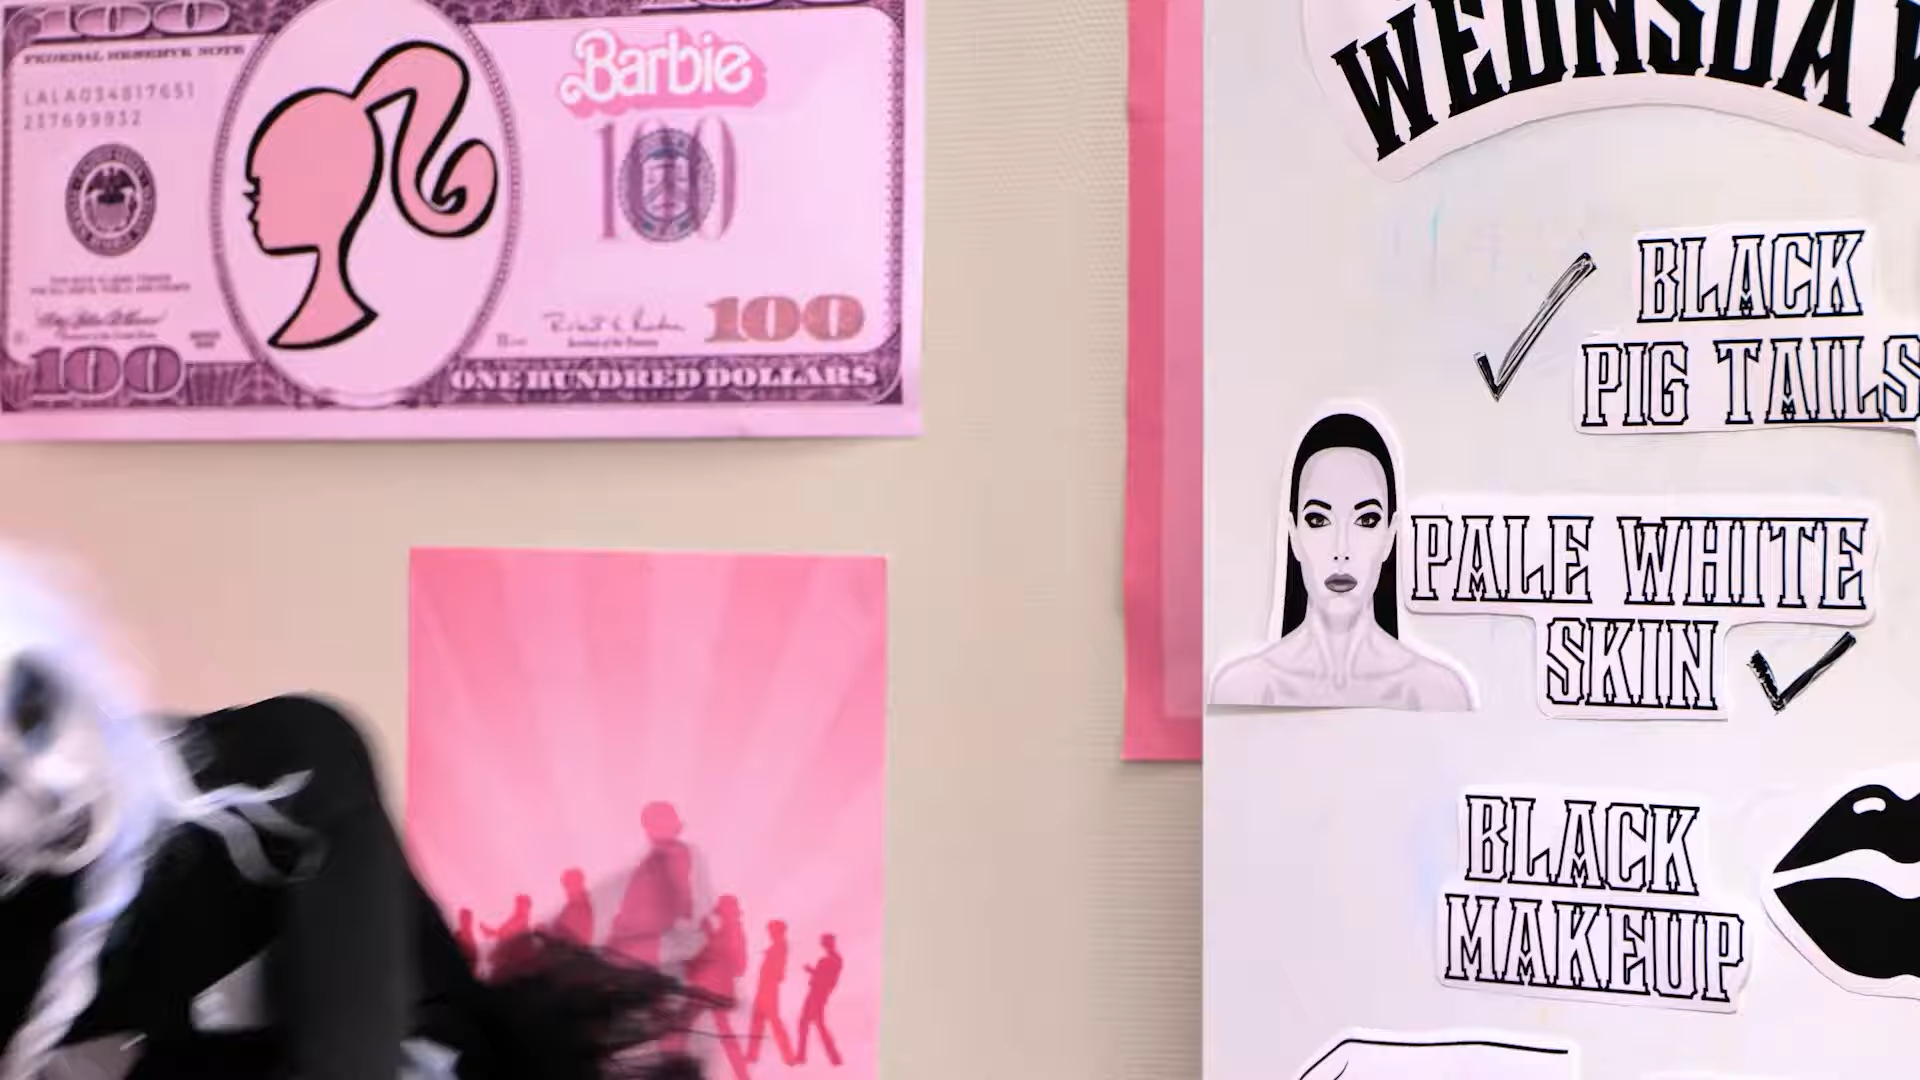 100
FEDERAL RESERVE NOTE
LALA034817651
237699932
Barbie
100
100
100
ONE HUNDRED DOLLARS
WEDNSDAY
BLACK
PIG TAILS
PALE WHITE
SKIN
BLACK
MAKEUP